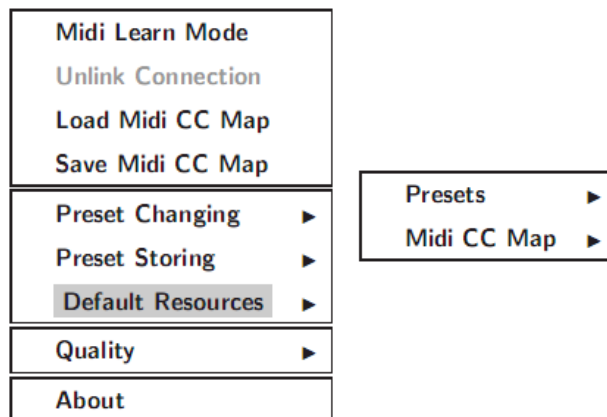 Midi Learn Mode
Unlink Connection
Load Midi CC Map
Save Midi CC Map
Preset Changing ▶
Preset Storing ▶
Default Resources ▶
Quality ▶
About
Presets ▶
Midi CC Map ▶